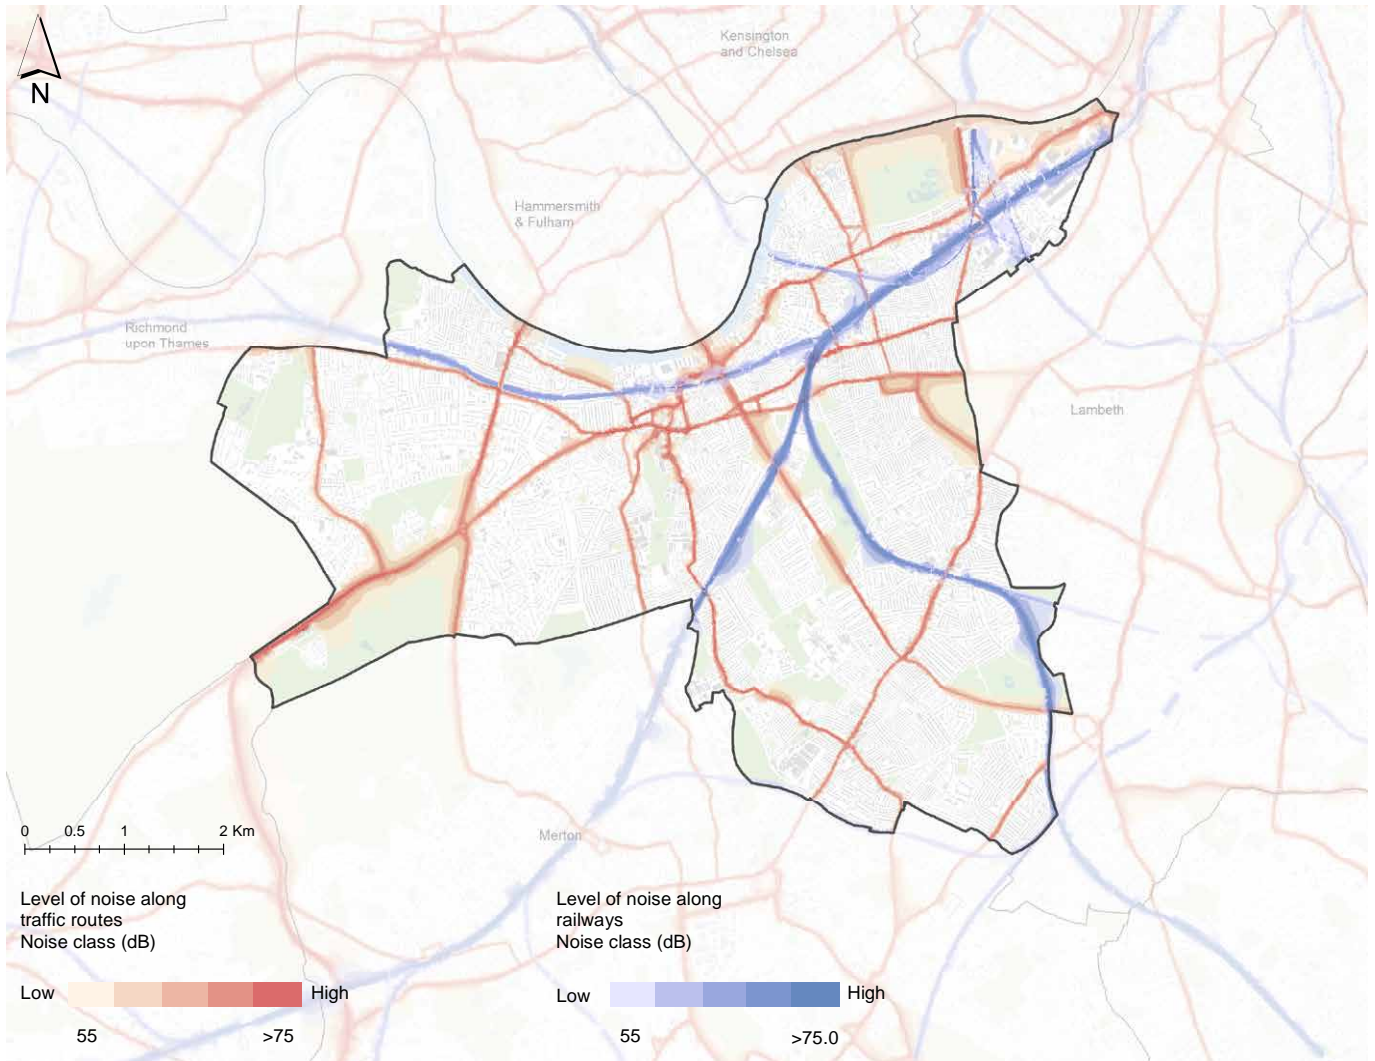 Kensington
and Chelsea
N
Hammersmith
& Fulham
Richmond
upon Thames
Lambeth
Merton
0 0.5 1 2 Km
Level of noise along
traffic routes
Noise class (dB)
Low High
55 >75
Level of noise along
railways
Noise class (dB)
Low High
55 >75.0